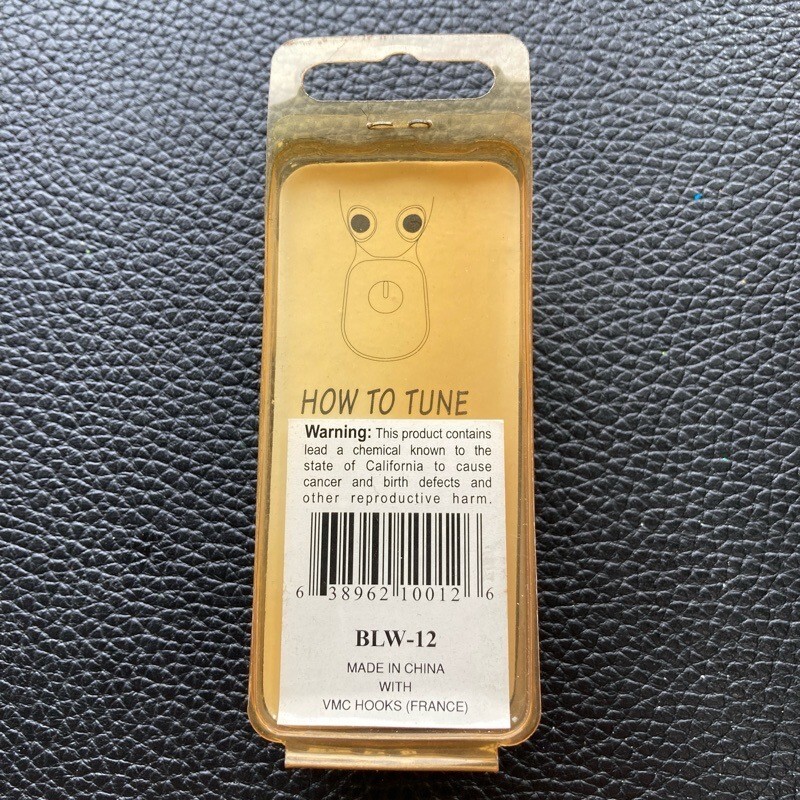 HOW TO TUNE
Warning: This product contains
lead a chemical known to the
state of California to cause
cancer and birth defects and
other reproductive harm.
6 38962 10012 6
BLW-12
MADE IN CHINA
WITH
VMC HOOKS (FRANCE)